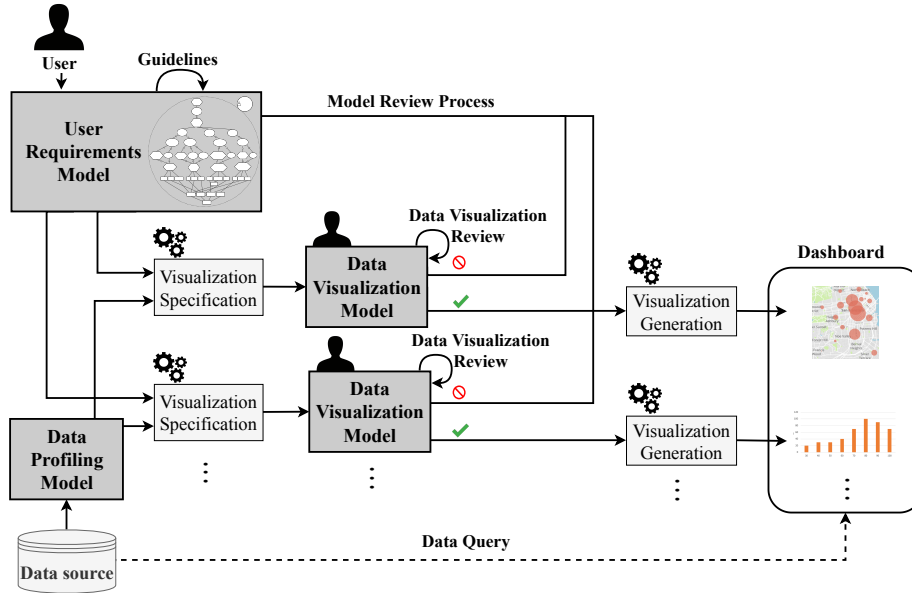 User
Guidelines
Model Review Process
User
Requirements
Model
Data Visualization
Review
Visualization
Specification
Data
Visualization
Model
Dashboard
Visualization
Generation
Data Visualization
Review
Visualization
Specification
Data
Visualization
Model
Visualization
Generation
Data
Profiling
Model
Data Query
Data source